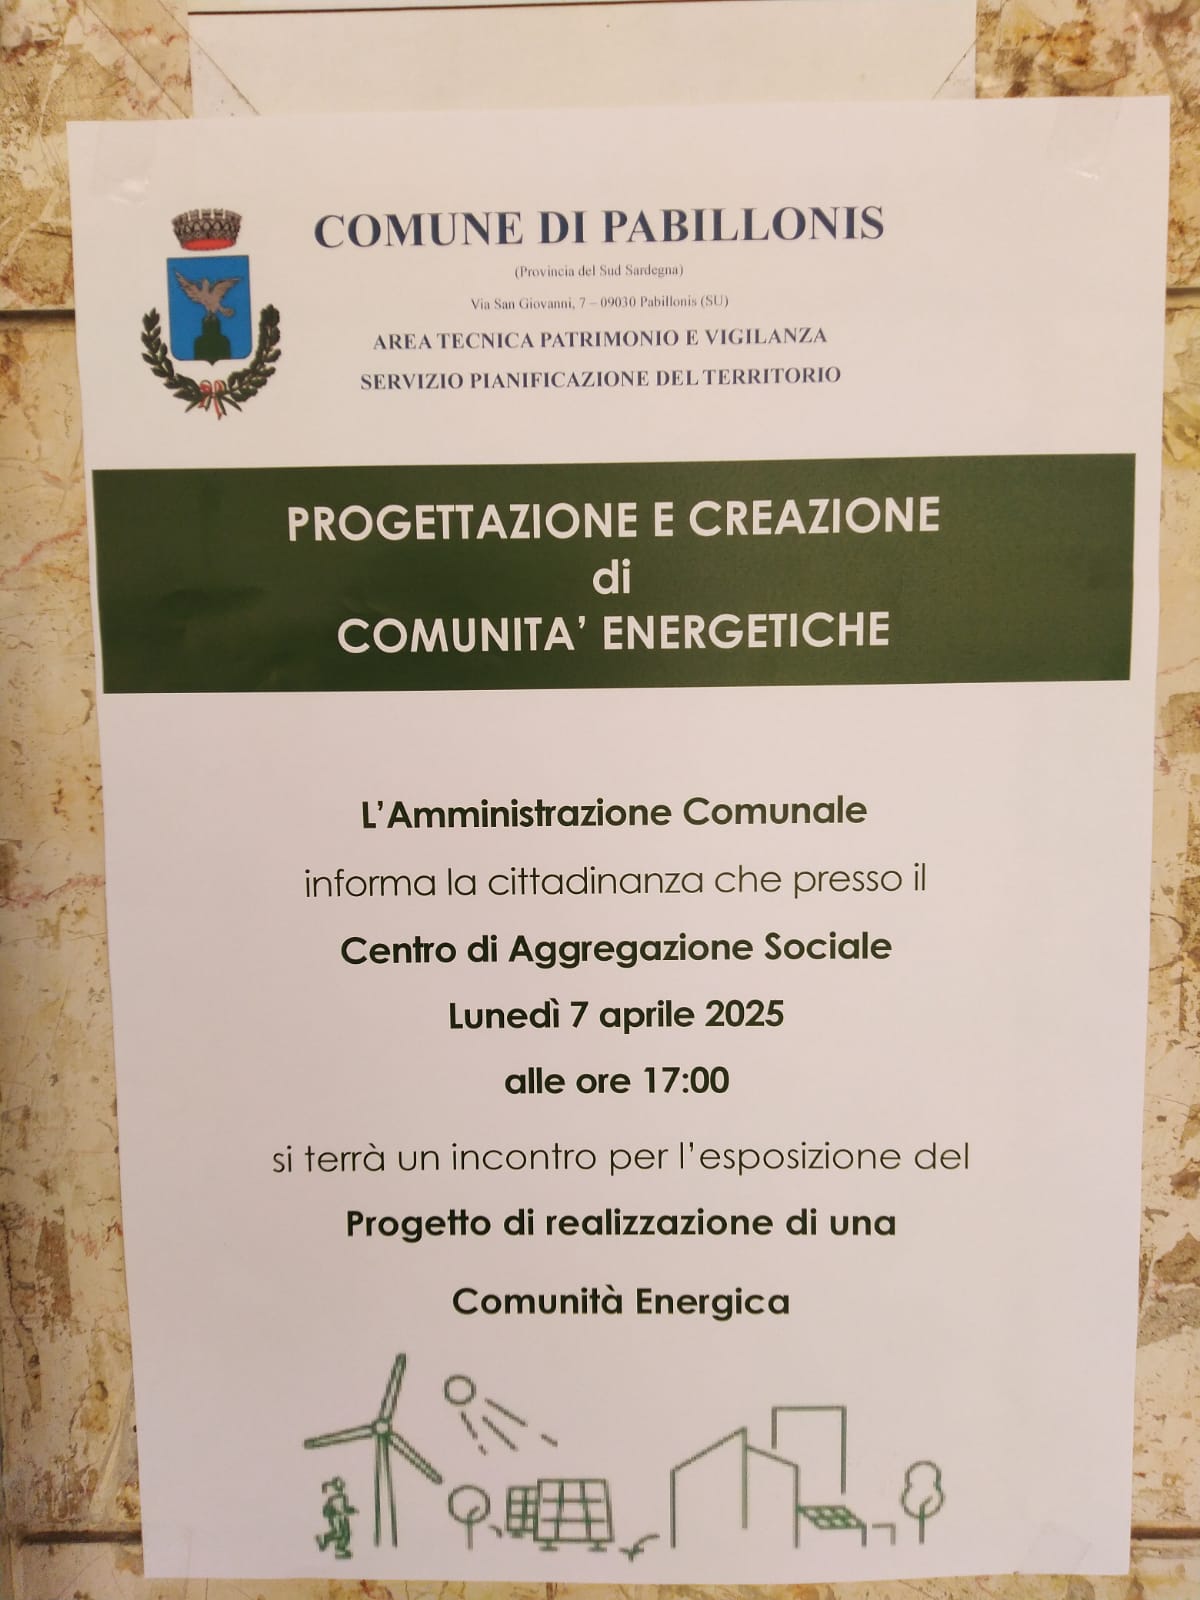 COMUNE DI PABILLONIS
(Provincia del Sud Sardegna)
Via San Giovanni, 7 – 09030 Pabillonis (SU)
AREA TECNICA PATRIMONIO E VIGILANZA
SERVIZIO PIANIFICAZIONE DEL TERRITORIO
PROGETTAZIONE E CREAZIONE
di
COMUNITA' ENERGETICHE
L'Amministrazione Comunale
informa la cittadinanza che presso il
Centro di Aggregazione Sociale
Lunedì 7 aprile 2025
alle ore 17:00
si terrà un incontro per l'esposizione del
Progetto di realizzazione di una
Comunità Energica